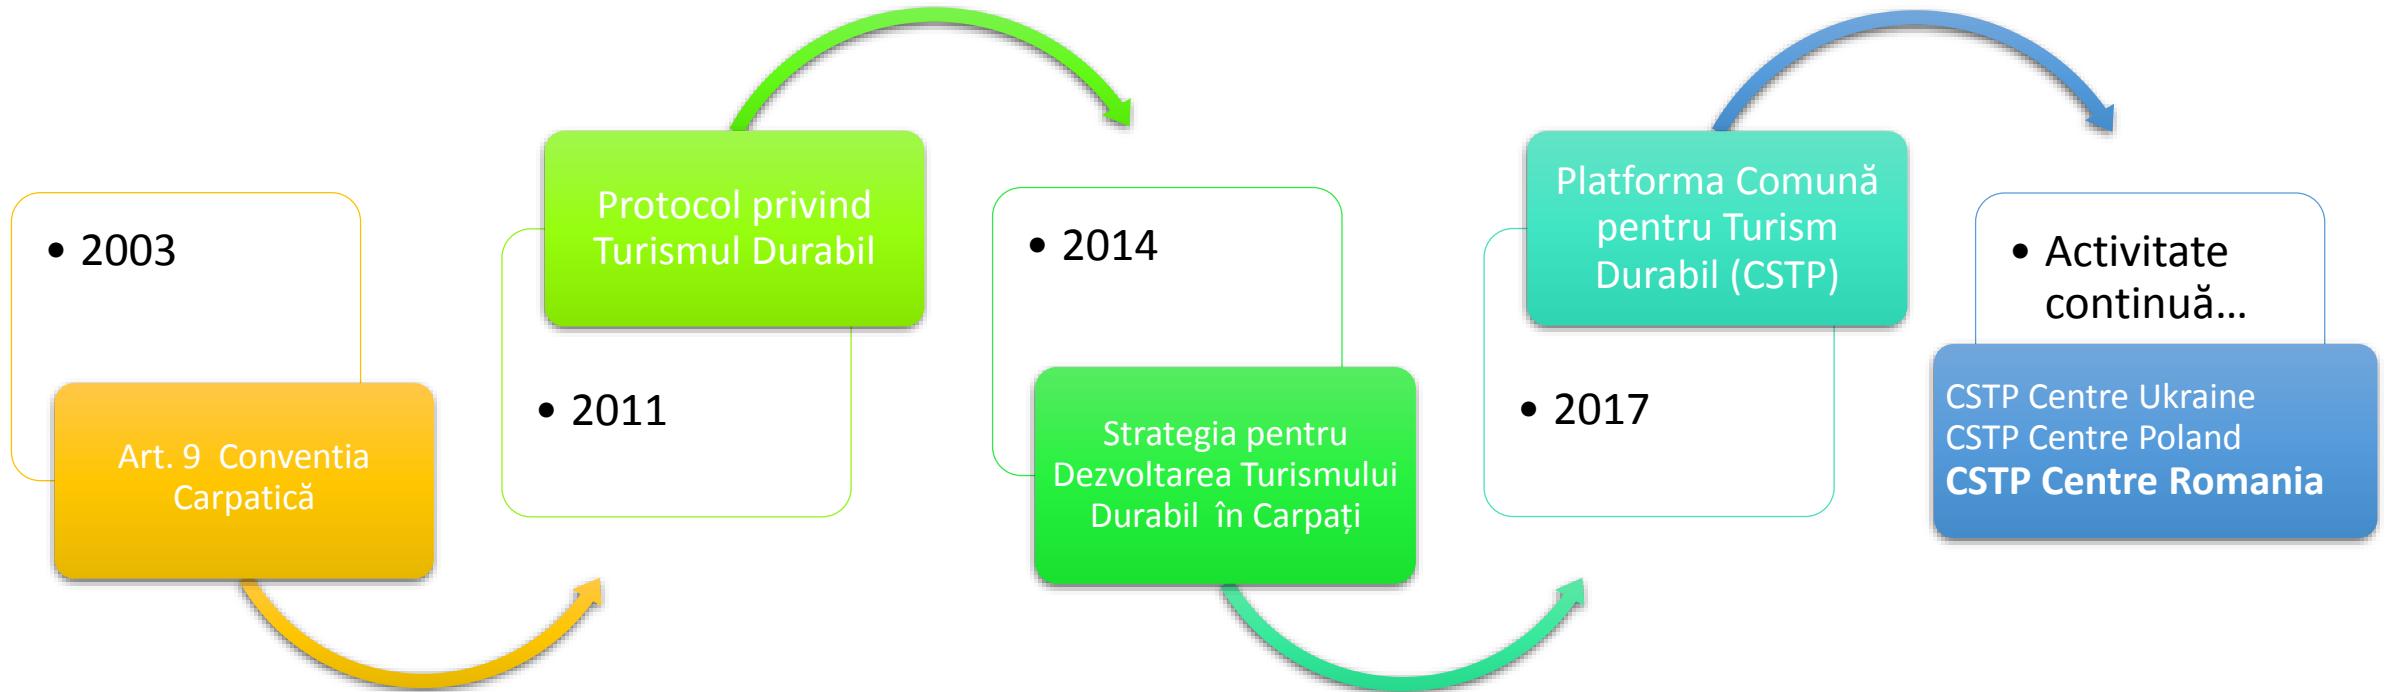 • 2003
Art. 9  Conventia
Carpatică
Protocol privind
Turismul Durabil
• 2011
• 2014
Strategia pentru
Dezvoltarea Turismului
Durabil  în Carpați
Platforma Comună
pentru Turism
Durabil (CSTP)
• 2017
• Activitate
continuă...
CSTP Centre Ukraine
CSTP Centre Poland
CSTP Centre Romania